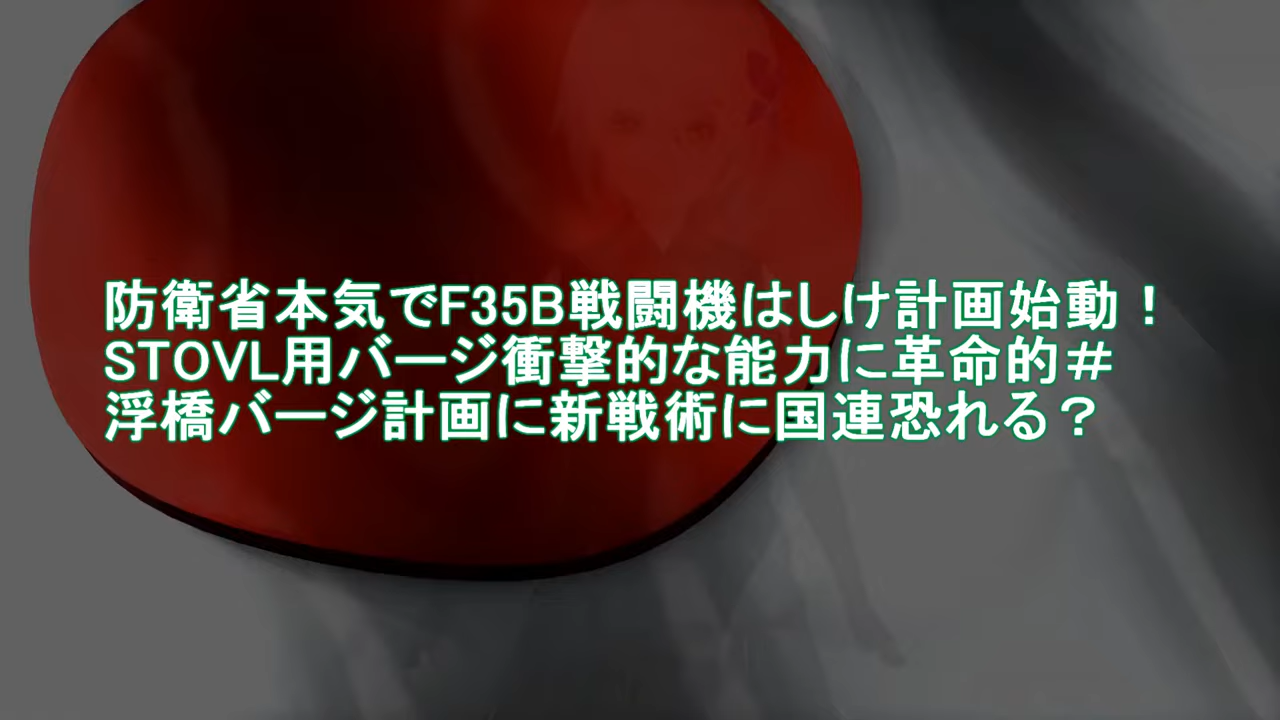 防衛省本気でF35B戦闘機はしけ計画始動！
STOVL用バージ衝撃的な能力に革命的＃
浮橋バージ計画に新戦術に国連恐れる？